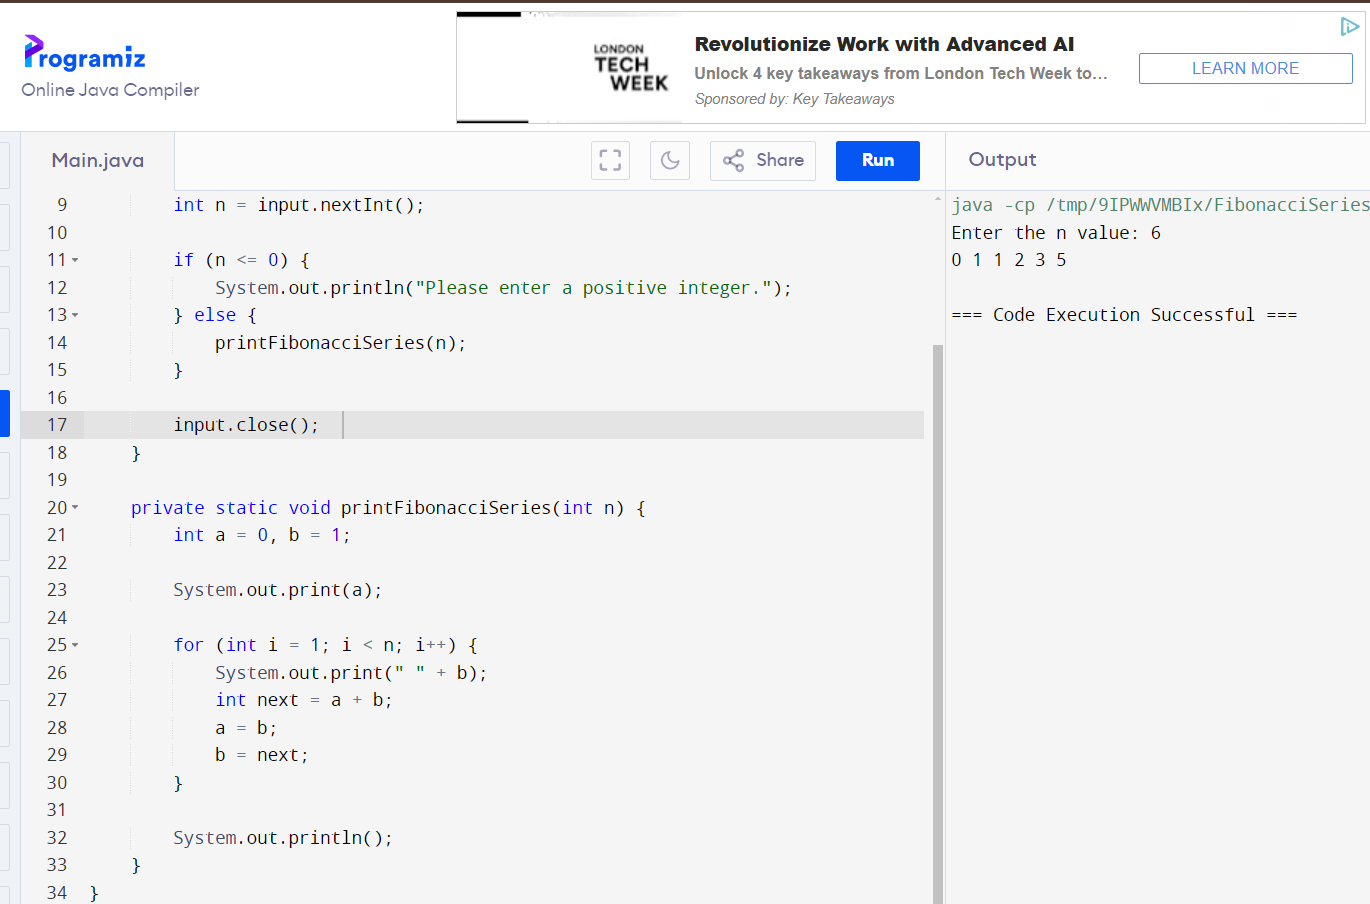 Programiz
Online Java Compiler
LONDON
TECH
WEEK
Revolutionize Work with Advanced AI
Unlock 4 key takeaways from London Tech Week to...
Sponsored by: Key Takeaways
LEARN MORE
Main.java
Share
Run
Output
9 int n = input.nextInt();
10
11 if (n <= 0) {
12 System.out.println("Please enter a positive integer.");
13 } else {
14 printFibonacciSeries(n);
15 }
16
17 input.close();
18 }
19
20 private static void printFibonacciSeries(int n) {
21 int a = 0, b = 1;
22
23 System.out.print(a);
24
25 for (int i = 1; i < n; i++) {
26 System.out.print(" " + b);
27 int next = a + b;
28 a = b;
29 b = next;
30 }
31
32 System.out.println();
33 }
34 }
java -cp /tmp/9IPWWVMBIx/FibonacciSeries
Enter the n value: 6
0 1 1 2 3 5
=== Code Execution Successful ===